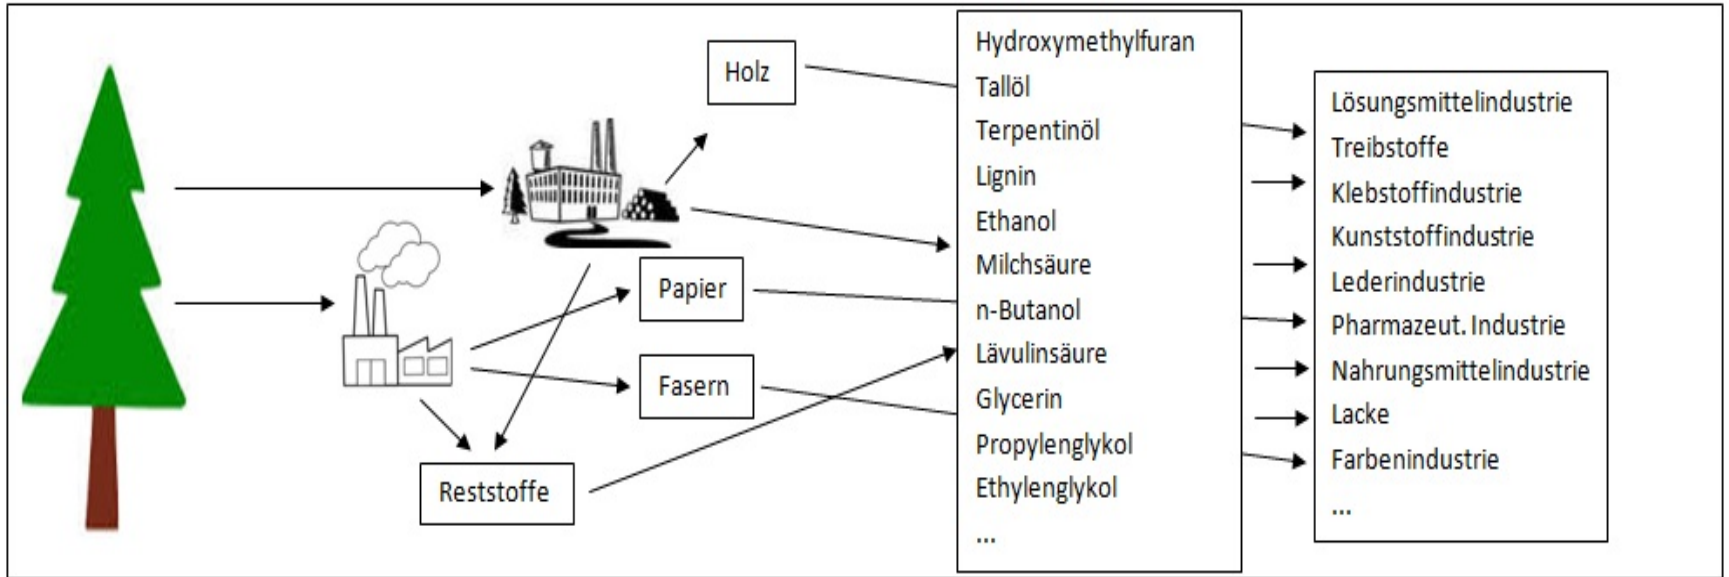 Holz
Papier
Fasern
Reststoffe
Hydroxymethylfuran
Tallöl
Terpentinöl
Lignin
Ethanol
Milchsäure
n-Butanol
Lävulinsäure
Glycerin
Propylenglykol
Ethylenglykol
...
Lösungsmittelindustrie
Treibstoffe
Klebstoffindustrie
Kunststoffindustrie
Lederindustrie
Pharmazeut. Industrie
Nahrungsmittelindustrie
Lacke
Farbenindustrie
...